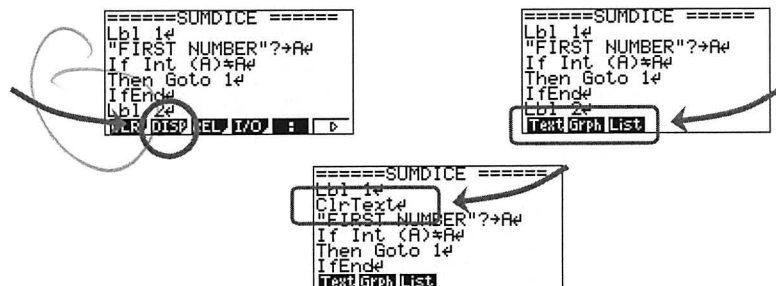 ======SUMDICE ======
Lbl 1↵
"FIRST NUMBER"?→A↵
If Int (A)≠A↵
Then Goto 1↵
IfEnd↵
Lbl 2↵
CLR DISP REL I/O : ▷
======SUMDICE ======
Lbl 1↵
"FIRST NUMBER"?→A↵
If Int (A)≠A↵
Then Goto 1↵
IfEnd↵
Lbl 2↵
Text Grph List
======SUMDICE ======
Lbl 1↵
ClrText↵
"FIRST NUMBER"?→A↵
If Int (A)≠A↵
Then Goto 1↵
IfEnd↵
Text Grph List